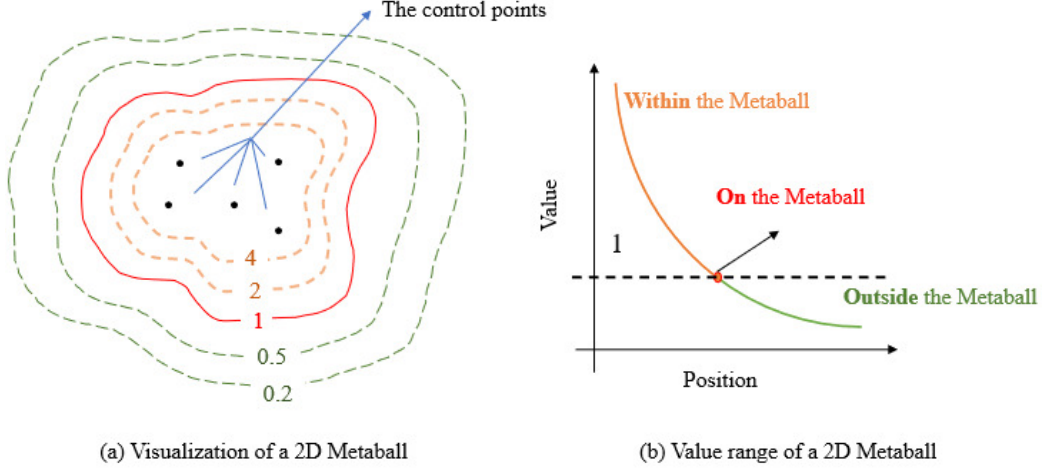 The control points
4
2
1
0.5
0.2
(a) Visualization of a 2D Metaball
Value
Within the Metaball
On the Metaball
1
Outside the Metaball
Position
(b) Value range of a 2D Metaball